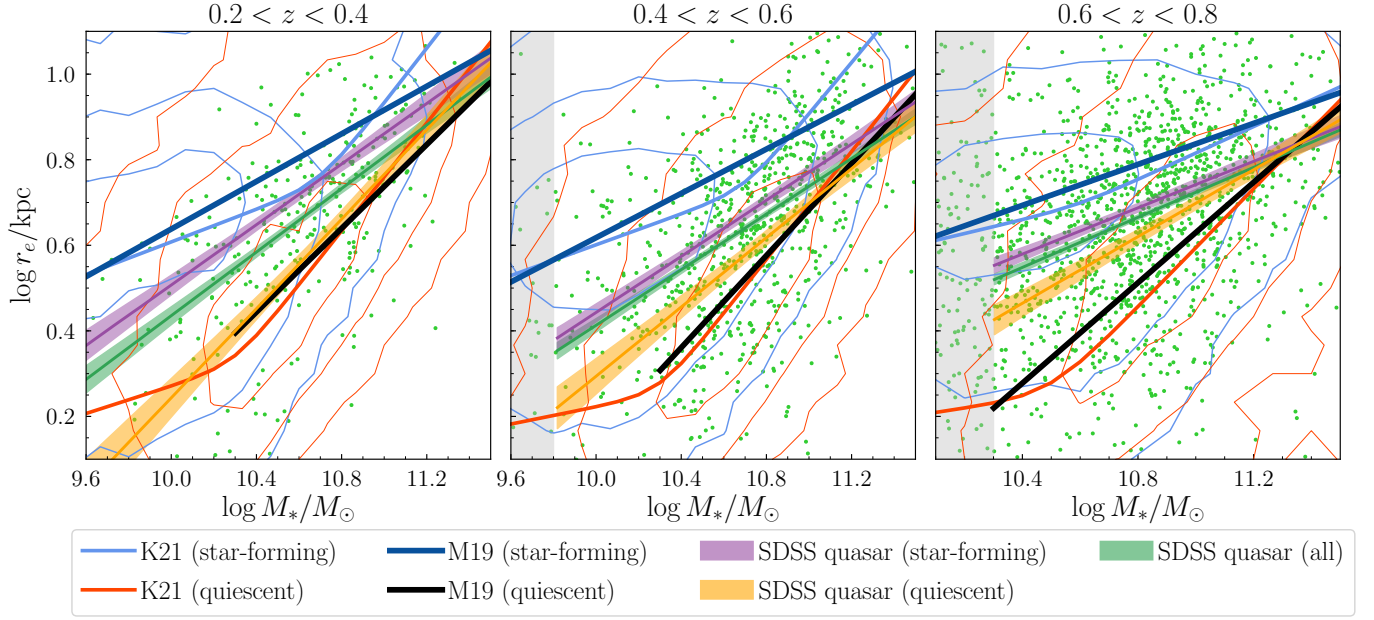 0.2 < z < 0.4
0.4 < z < 0.6
0.6 < z < 0.8
log r_e/kpc
1.0
0.8
0.6
0.4
0.2
9.6 10.0 10.4 10.8 11.2
9.6 10.0 10.4 10.8 11.2
10.4 10.8 11.2
log M_*/M_⊙
log M_*/M_⊙
log M_*/M_⊙
K21 (star-forming)
M19 (star-forming)
SDSS quasar (star-forming)
SDSS quasar (all)
K21 (quiescent)
M19 (quiescent)
SDSS quasar (quiescent)